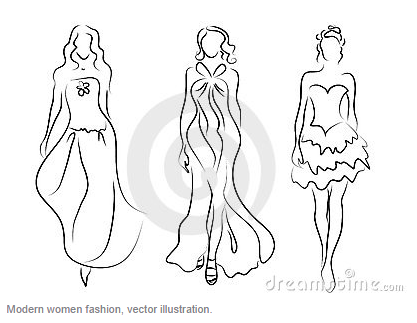 dreamstime.com
Modern women fashion, vector illustration.